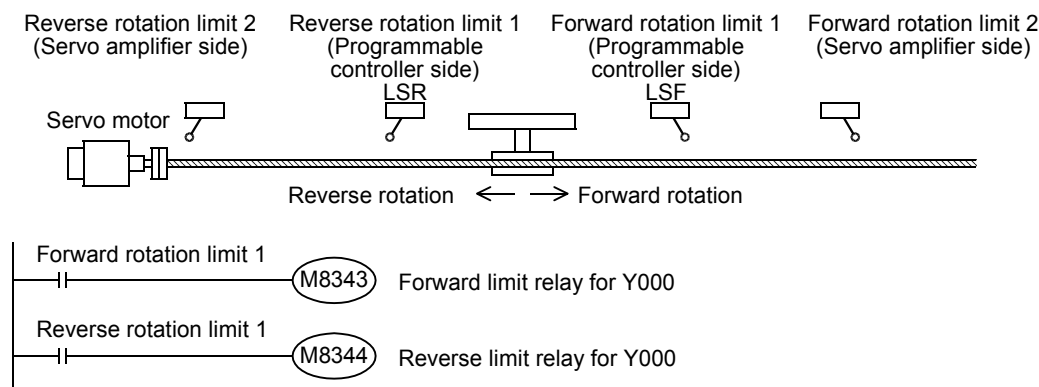 Reverse rotation limit 2
(Servo amplifier side)
Reverse rotation limit 1
(Programmable
controller side)
LSR
Forward rotation limit 1
(Programmable
controller side)
LSF
Forward rotation limit 2
(Servo amplifier side)
Servo motor
Reverse rotation
Forward rotation
Forward rotation limit 1
M8343
Forward limit relay for Y000
Reverse rotation limit 1
M8344
Reverse limit relay for Y000